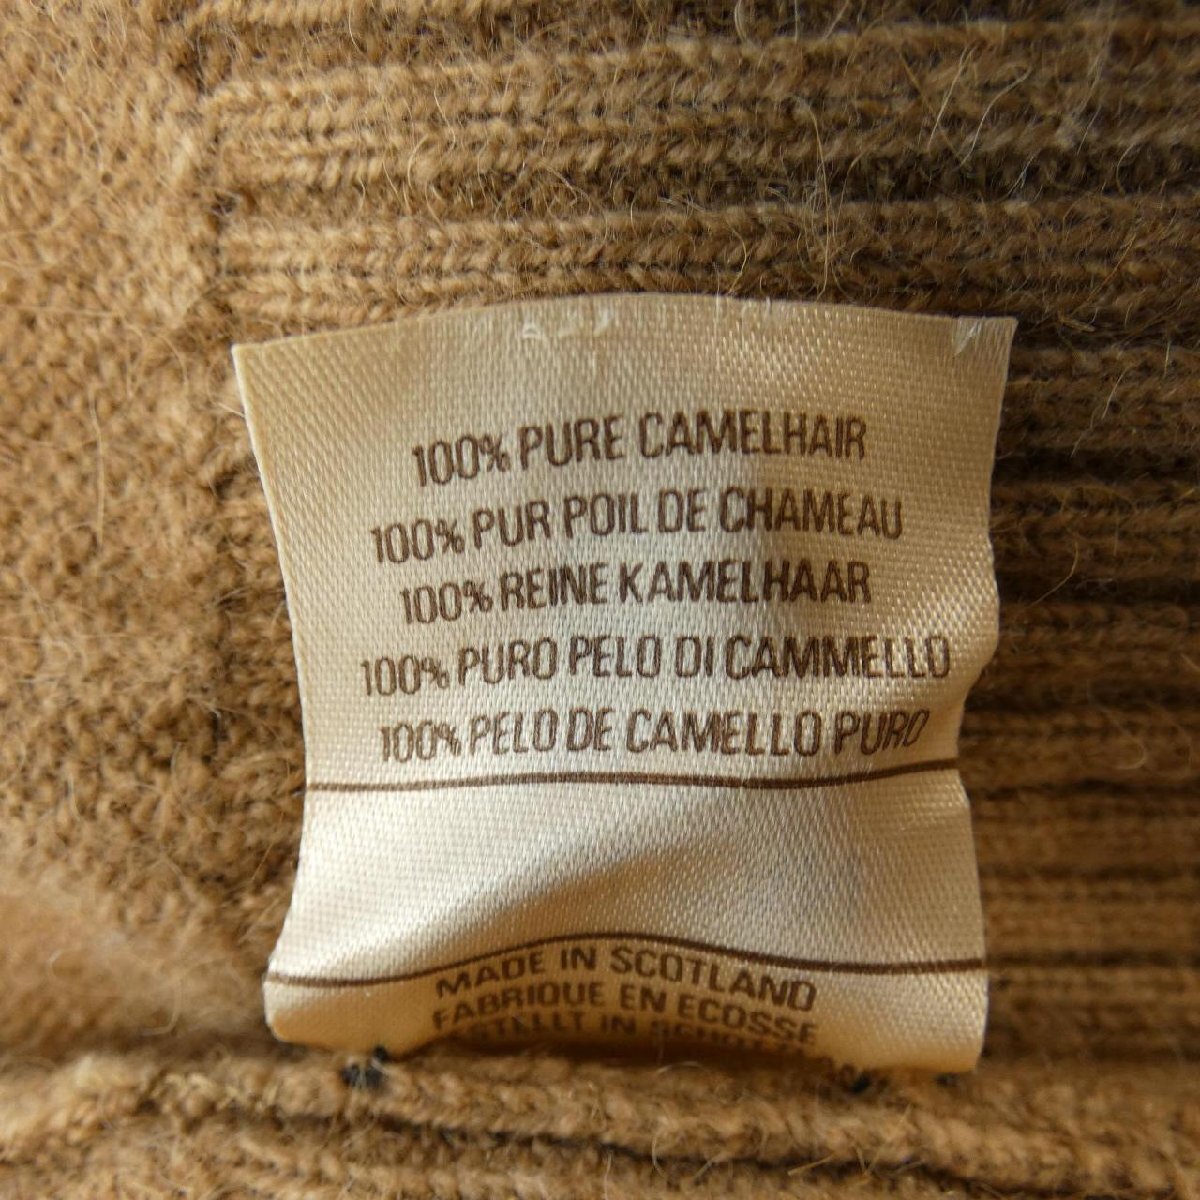 100% PURE CAMELHAIR
100% PUR POIL DE CHAMEAU
100% REINE KAMELHAAR
100% PURO PELO DI CAMMELLO
100% PELO DE CAMELLO PURO
MADE IN SCOTLAND
FABRIQUE EN ECOSSE
IN